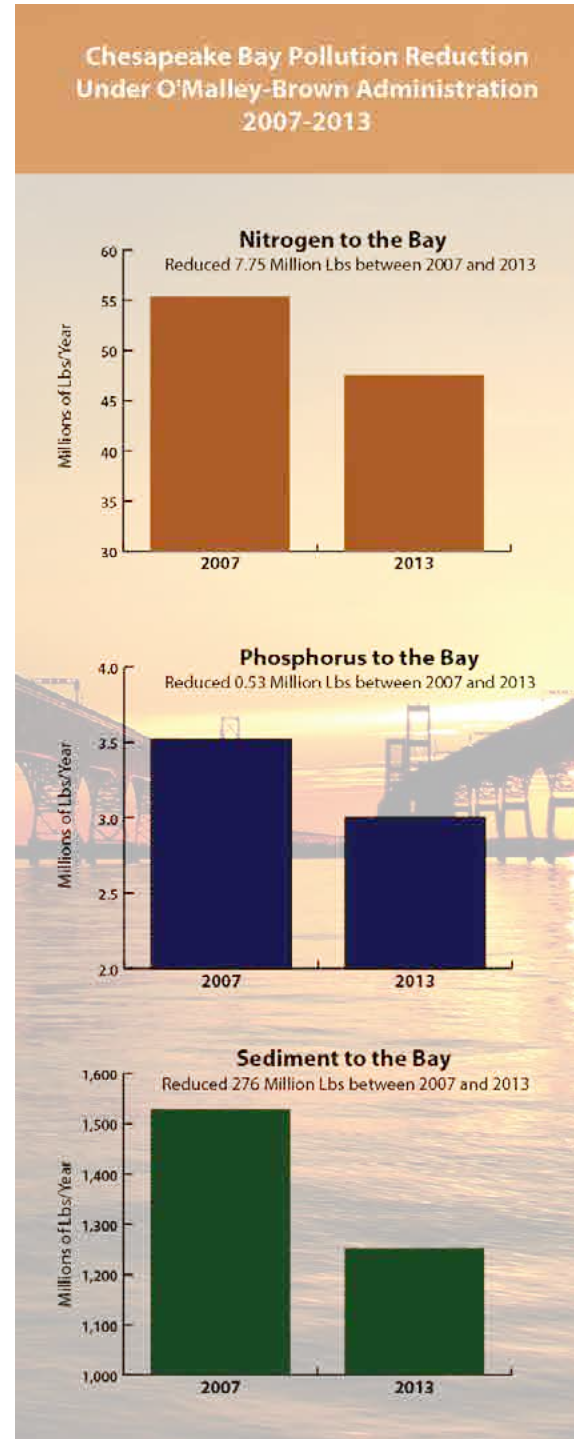 Chesapeake Bay Pollution Reduction
Under O'Malley-Brown Administration
2007-2013
Nitrogen to the Bay
Reduced 7.75 Million Lbs between 2007 and 2013
Millions of Lbs/Year
60
55
50
45
40
35
30
2007
2013
Phosphorus to the Bay
Reduced 0.53 Million Lbs between 2007 and 2013
Millions of Lbs/Year
4.0
3.5
3.0
2.5
2.0
2007
2013
Sediment to the Bay
Reduced 276 Million Lbs between 2007 and 2013
Millions of Lbs/Year
1,600
1,500
1,400
1,300
1,200
1,100
1,000
2007
2013